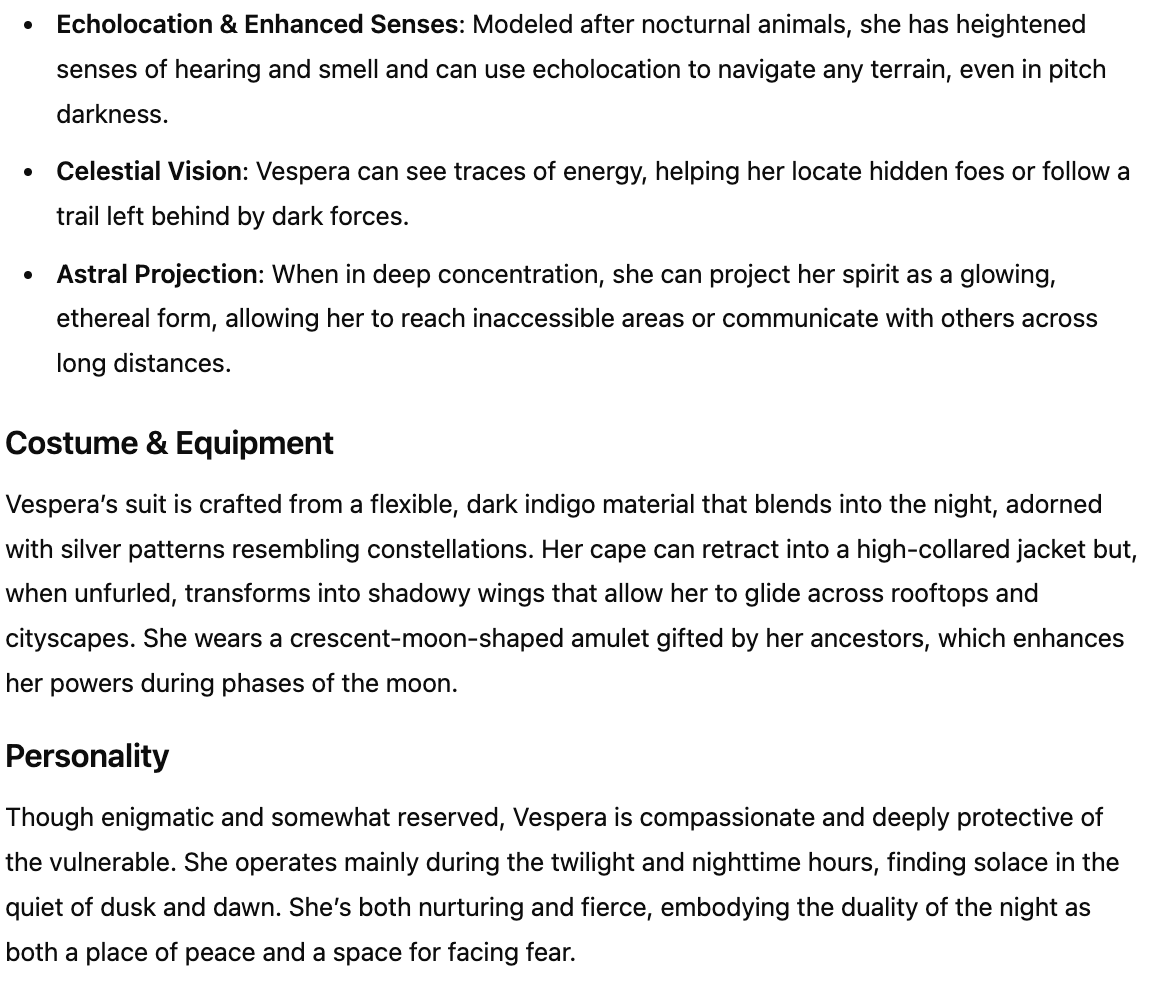 • Echolocation & Enhanced Senses: Modeled after nocturnal animals, she has heightened
senses of hearing and smell and can use echolocation to navigate any terrain, even in pitch
darkness.
• Celestial Vision: Vespera can see traces of energy, helping her locate hidden foes or follow a
trail left behind by dark forces.
• Astral Projection: When in deep concentration, she can project her spirit as a glowing,
ethereal form, allowing her to reach inaccessible areas or communicate with others across
long distances.
Costume & Equipment
Vespera’s suit is crafted from a flexible, dark indigo material that blends into the night, adorned
with silver patterns resembling constellations. Her cape can retract into a high-collared jacket but,
when unfurled, transforms into shadowy wings that allow her to glide across rooftops and
cityscapes. She wears a crescent-moon-shaped amulet gifted by her ancestors, which enhances
her powers during phases of the moon.
Personality
Though enigmatic and somewhat reserved, Vespera is compassionate and deeply protective of
the vulnerable. She operates mainly during the twilight and nighttime hours, finding solace in the
quiet of dusk and dawn. She’s both nurturing and fierce, embodying the duality of the night as
both a place of peace and a space for facing fear.